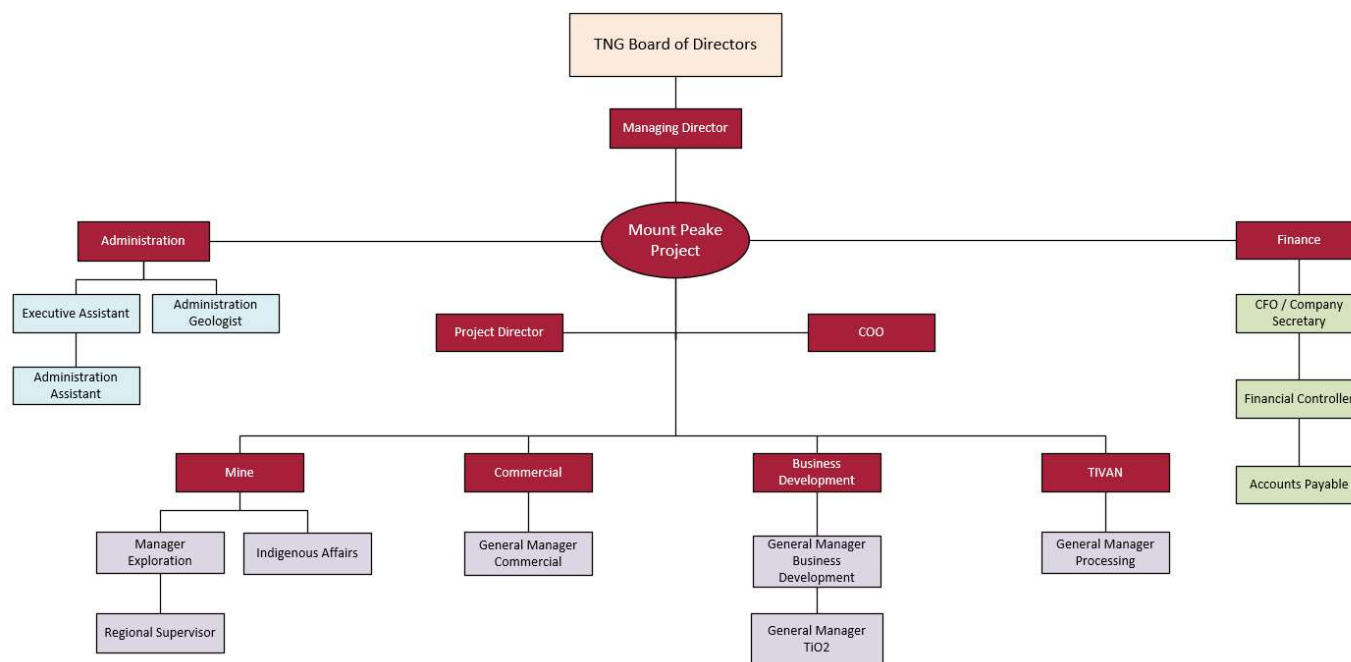 TNG Board of Directors
Managing Director
Mount Peake
Project
Administration
Finance
Executive Assistant
Administration
Geologist
CFO / Company
Secretary
Project Director
COO
Administration
Assistant
Financial Controller
Mine
Commercial
Business
Development
TIVAN
Accounts Payable
Manager
Exploration
Indigenous Affairs
General Manager
Commercial
General Manager
Business
Development
General Manager
Processing
Regional Supervisor
General Manager
TiO2